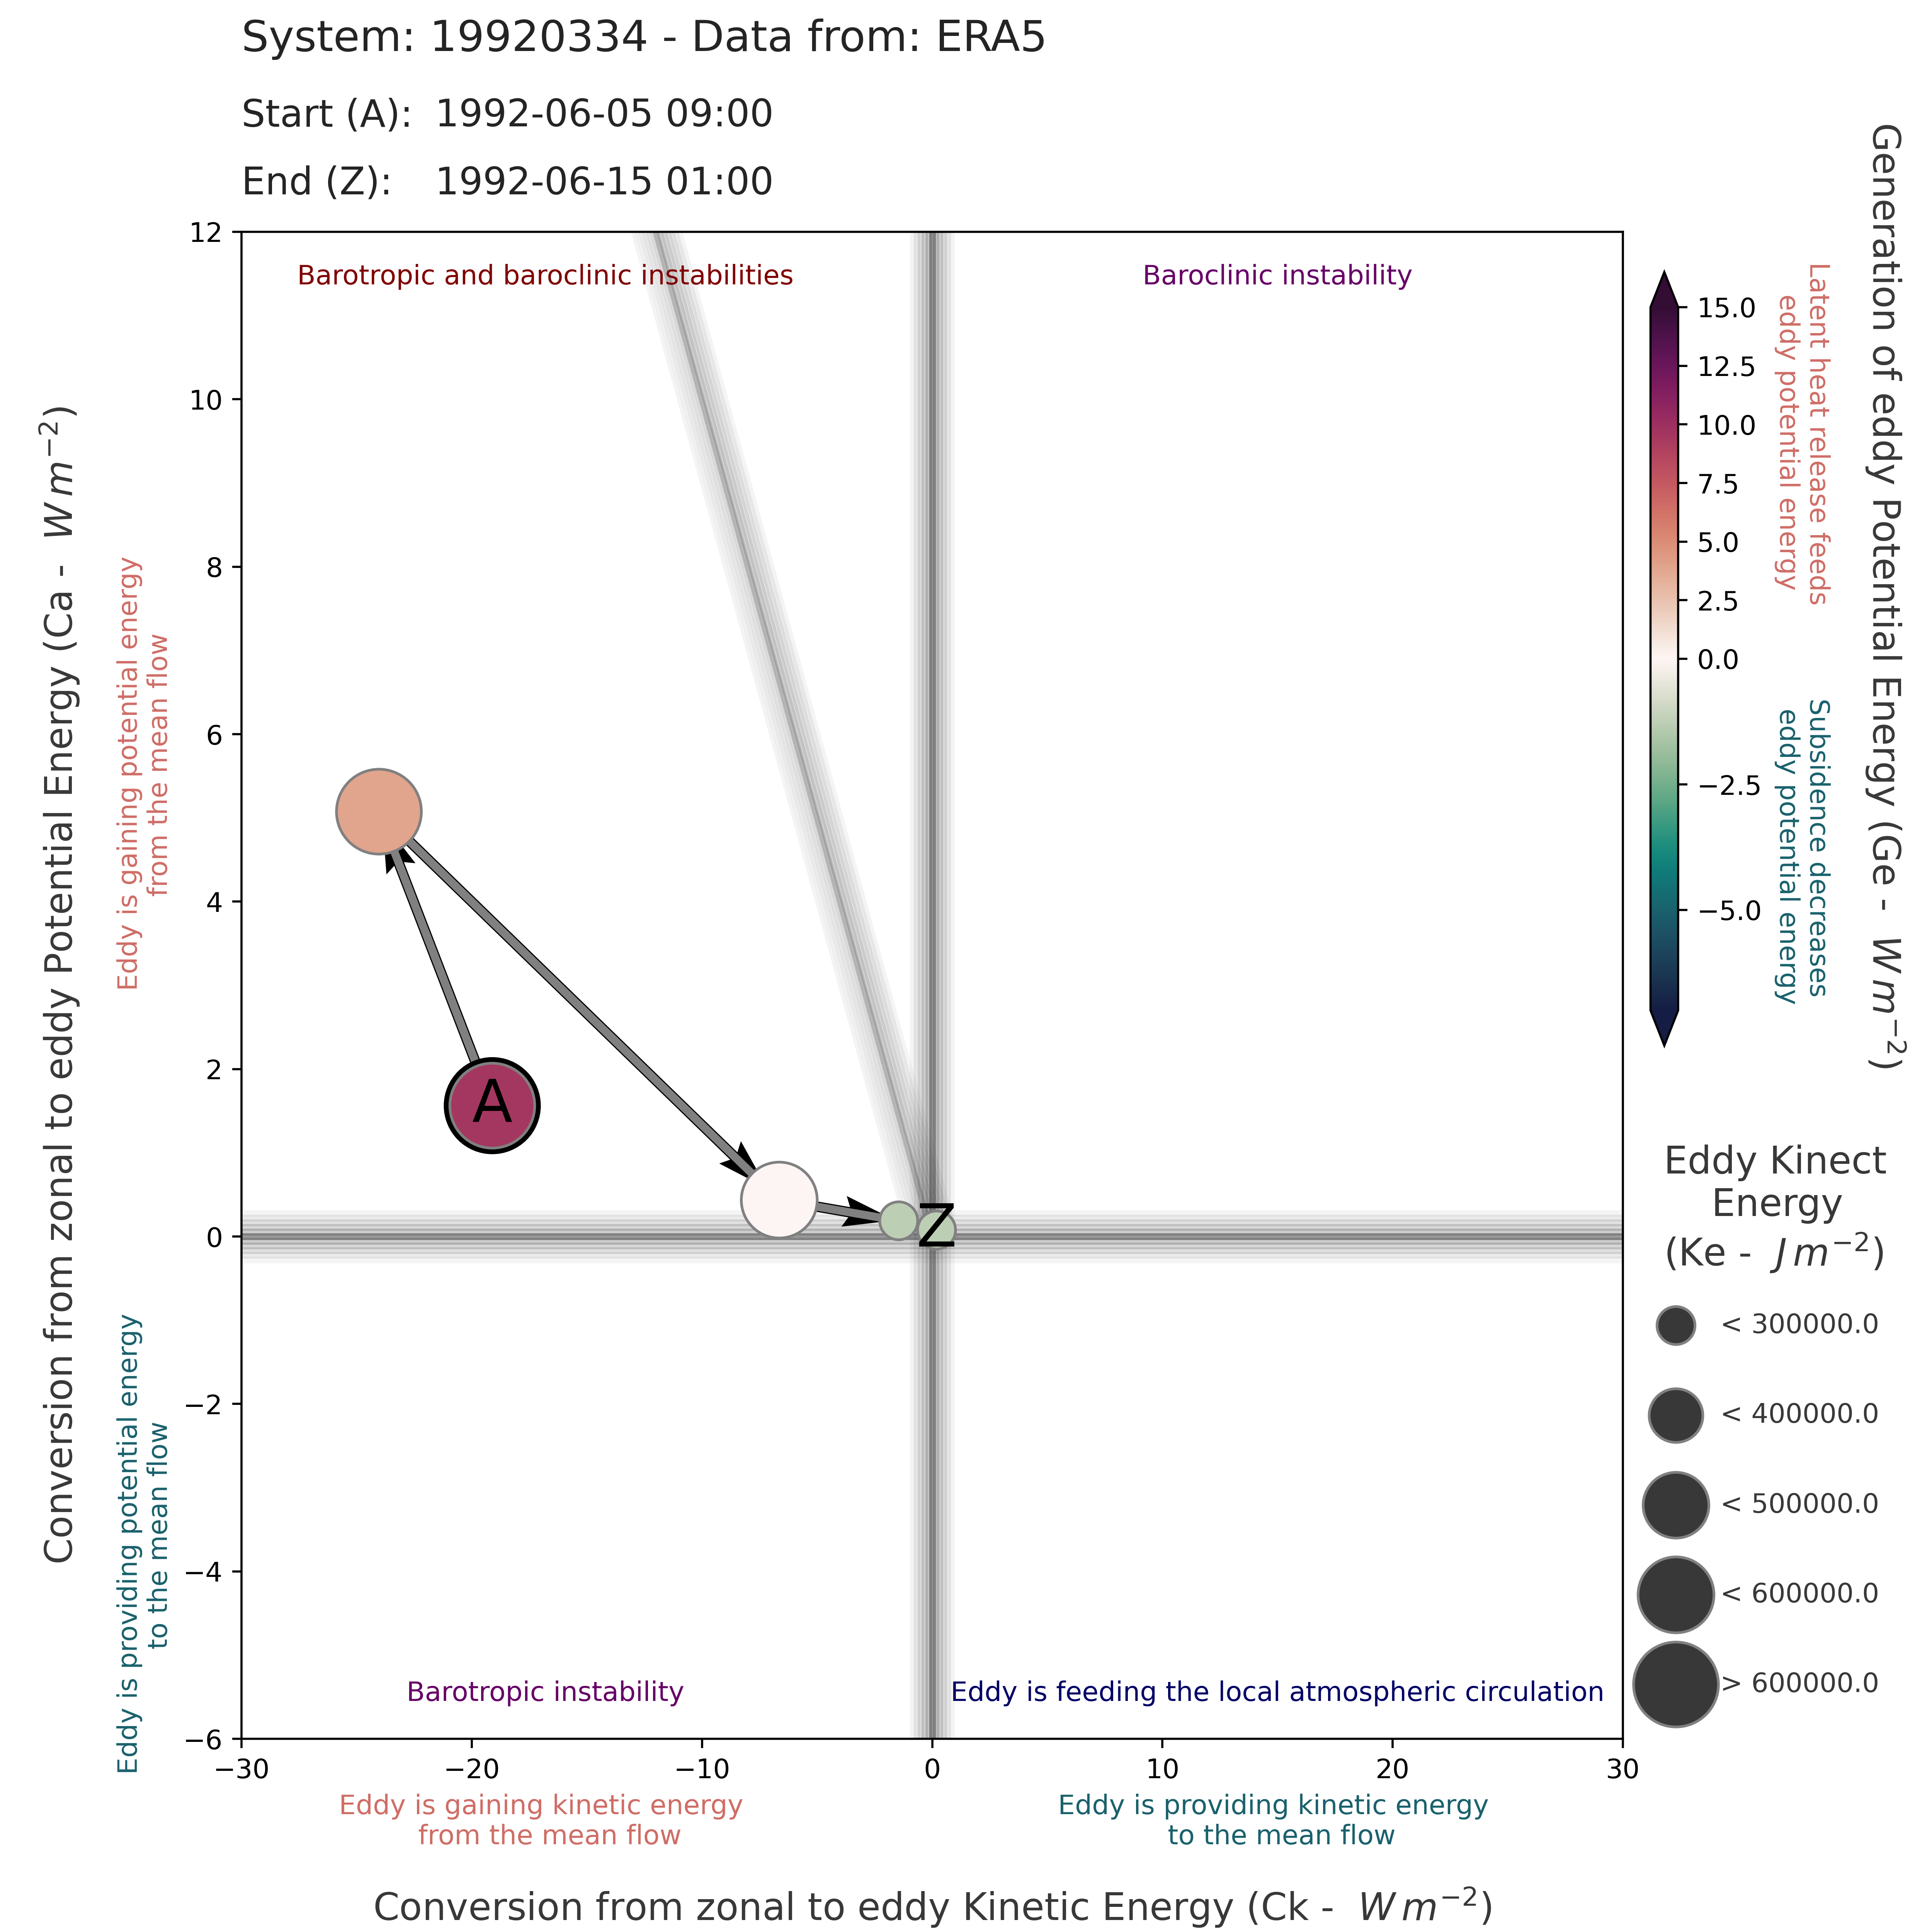 System: 19920334 - Data from: ERA5
Start (A): 1992-06-05 09:00
End (Z): 1992-06-15 01:00
Conversion from zonal to eddy Potential Energy (Ca - W m⁻²)
Eddy is gaining potential energy
from the mean flow
Eddy is providing potential energy
to the mean flow
12
10
8
6
4
2
0
−2
−4
−6
Barotropic and baroclinic instabilities
Baroclinic instability
A
Z
Barotropic instability
Eddy is feeding the local atmospheric circulation
−30
−20
−10
0
10
20
30
Eddy is gaining kinetic energy
from the mean flow
Eddy is providing kinetic energy
to the mean flow
Conversion from zonal to eddy Kinetic Energy (Ck - W m⁻²)
15.0
12.5
10.0
7.5
5.0
2.5
0.0
−2.5
−5.0
Latent heat release feeds
eddy potential energy
Subsidence decreases
eddy potential energy
Generation of eddy Potential Energy (Ge - W m⁻²)
Eddy Kinect
Energy
(Ke - J m⁻²)
< 300000.0
< 400000.0
< 500000.0
< 600000.0
> 600000.0